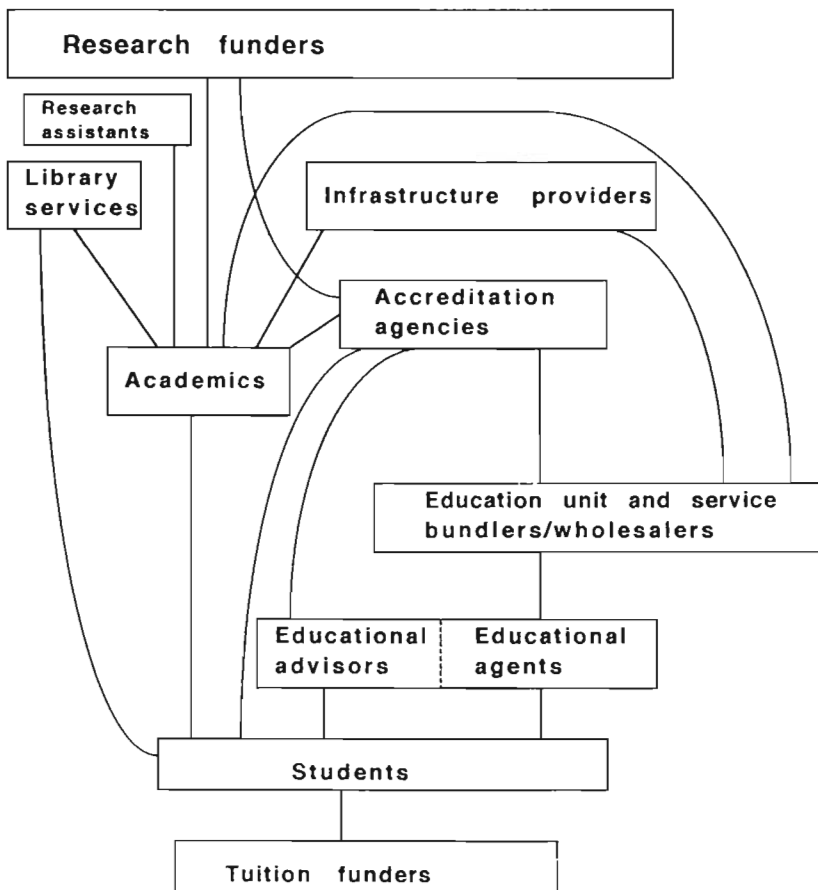 Research funders
Research
assistants
Library
services
Infrastructure providers
Accreditation
agencies
Academics
Education unit and service
bundlers/wholesalers
Educational
advisors
Educational
agents
Students
Tuition funders